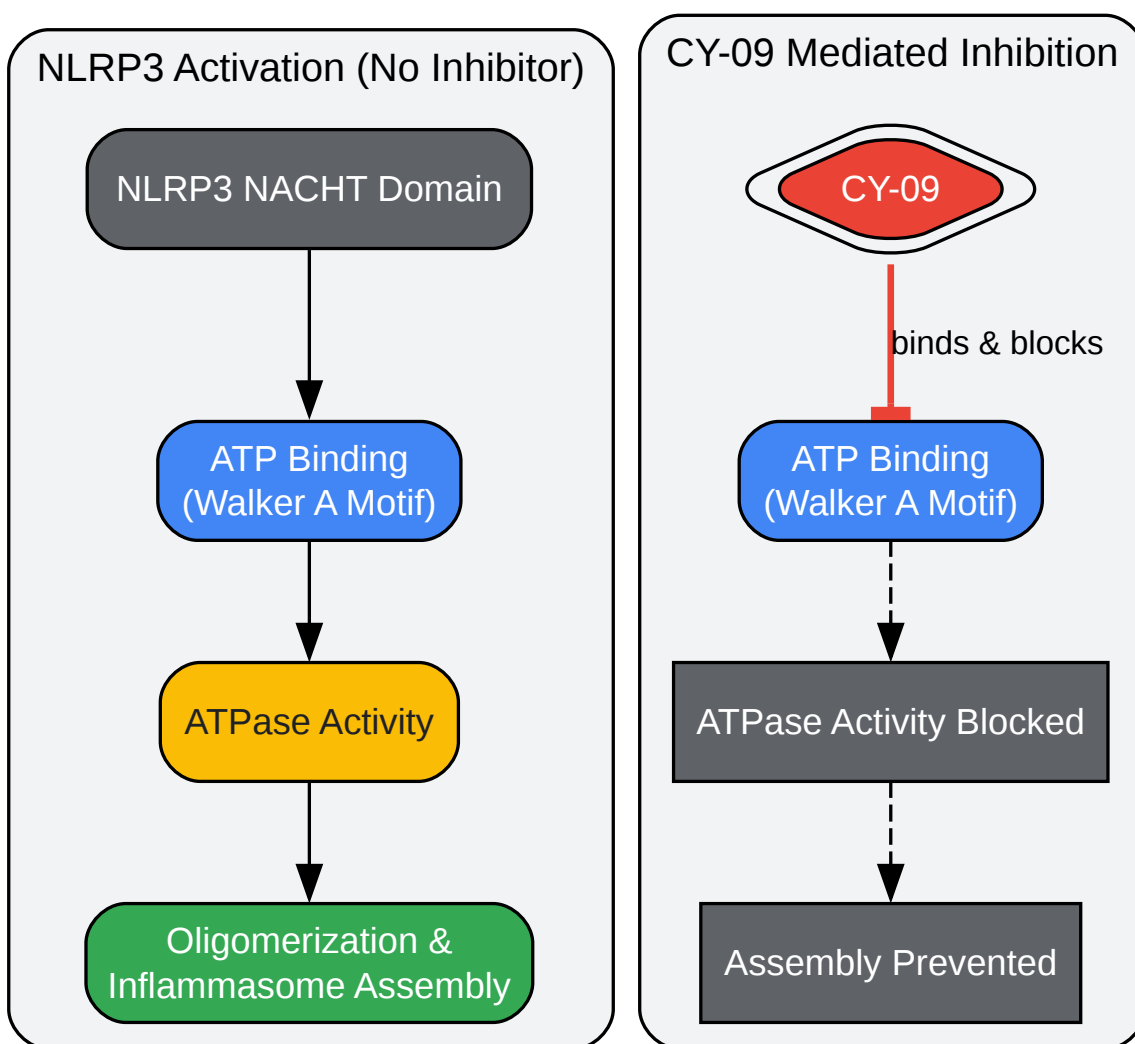 NLRP3 Activation (No Inhibitor)
NLRP3 NACHT Domain
ATP Binding
(Walker A Motif)
ATPase Activity
Oligomerization &
Inflammasome Assembly
CY-09 Mediated Inhibition
CY-09
binds & blocks
ATP Binding
(Walker A Motif)
ATPase Activity Blocked
Assembly Prevented